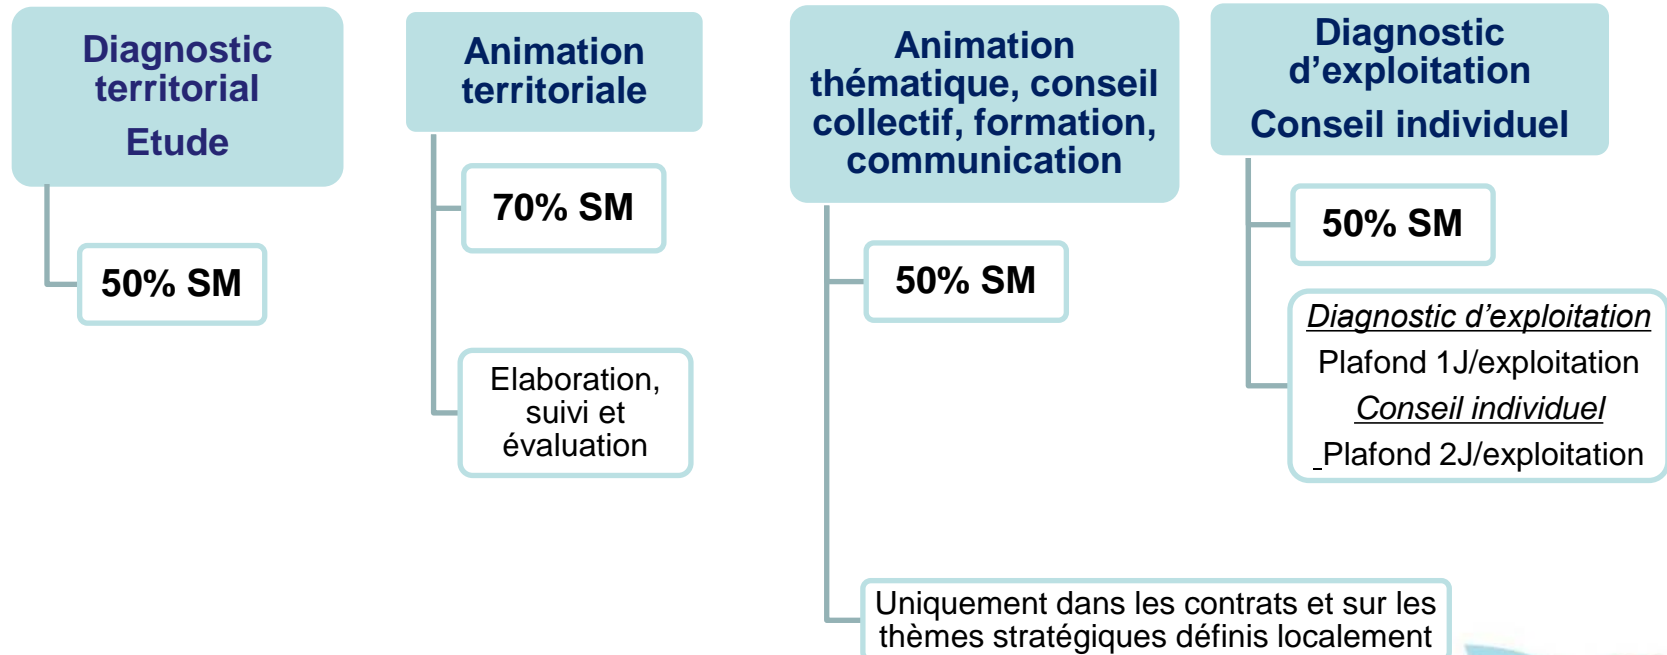 Diagnostic
territorial
Etude
50% SM
Animation
territoriale
70% SM
Elaboration,
suivi et
évaluation
Animation
thématique, conseil
collectif, formation,
communication
50% SM
Uniquement dans les contrats et sur les
thèmes stratégiques définis localement
Diagnostic
d’exploitation
Conseil individuel
50% SM
Diagnostic d’exploitation
Plafond 1J/exploitation
Conseil individuel
Plafond 2J/exploitation